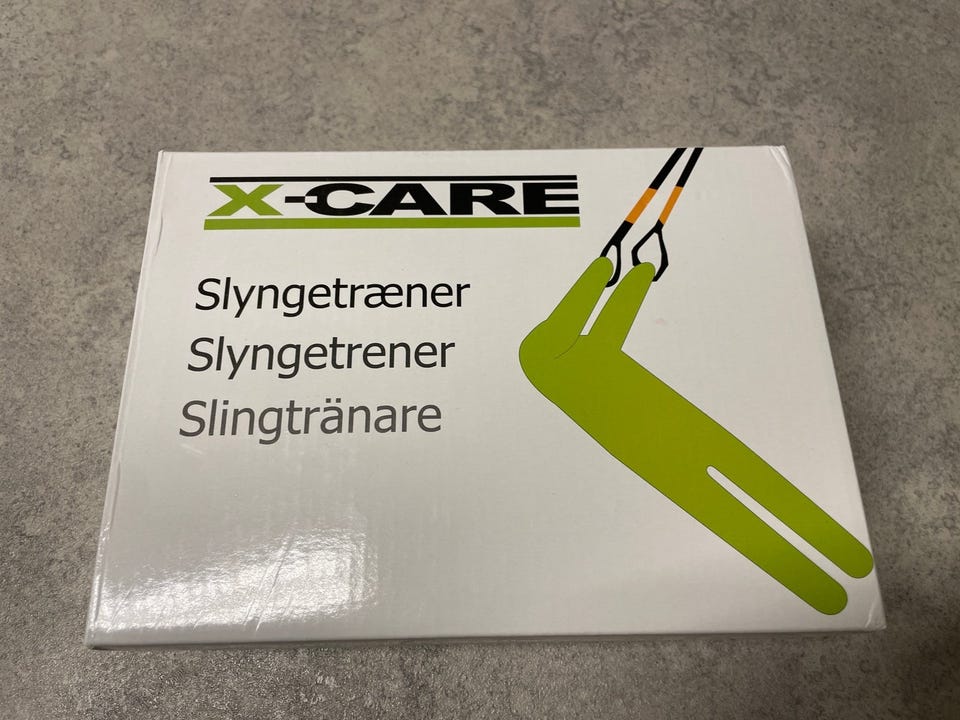 X-CARE
Slyngetræner
Slyngetrener
Slingtränare